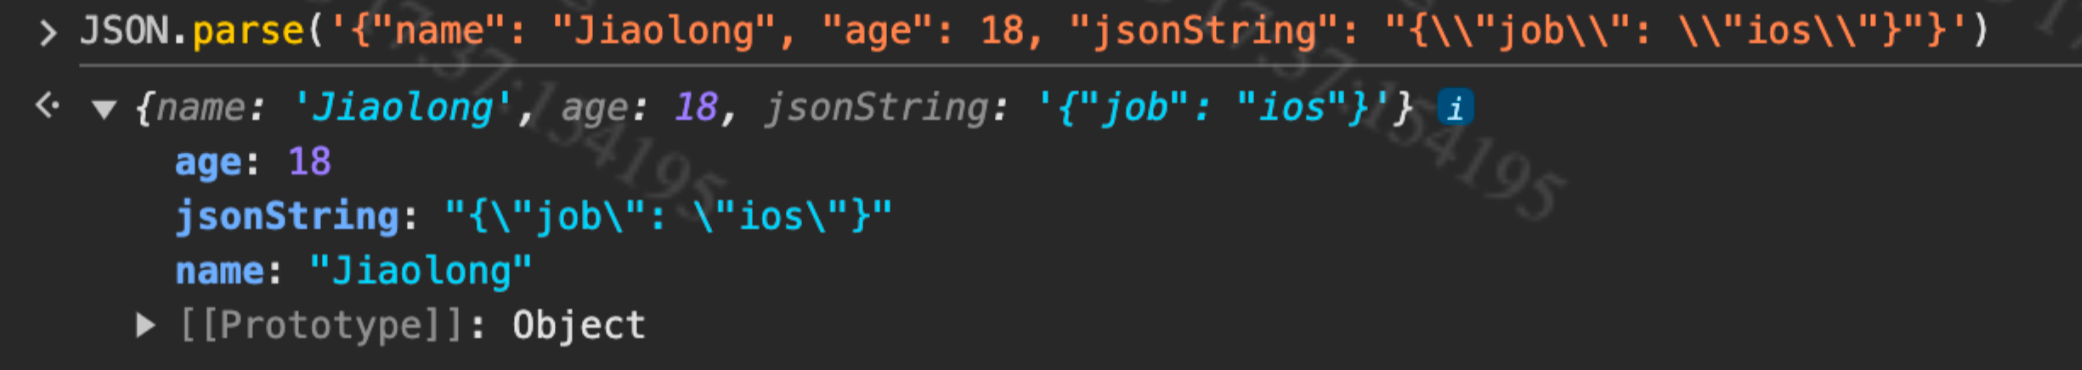 > JSON.parse('{"name": "Jiaolong", "age": 18, "jsonString": "{\\"job\\": \\"ios\\"}"}')
{name: 'Jiaolong', age: 18, jsonString: '{"job": "ios"}'} i
age: 18
jsonString: "{\"job\": \"ios\"}"
name: "Jiaolong"
[[Prototype]]: Object